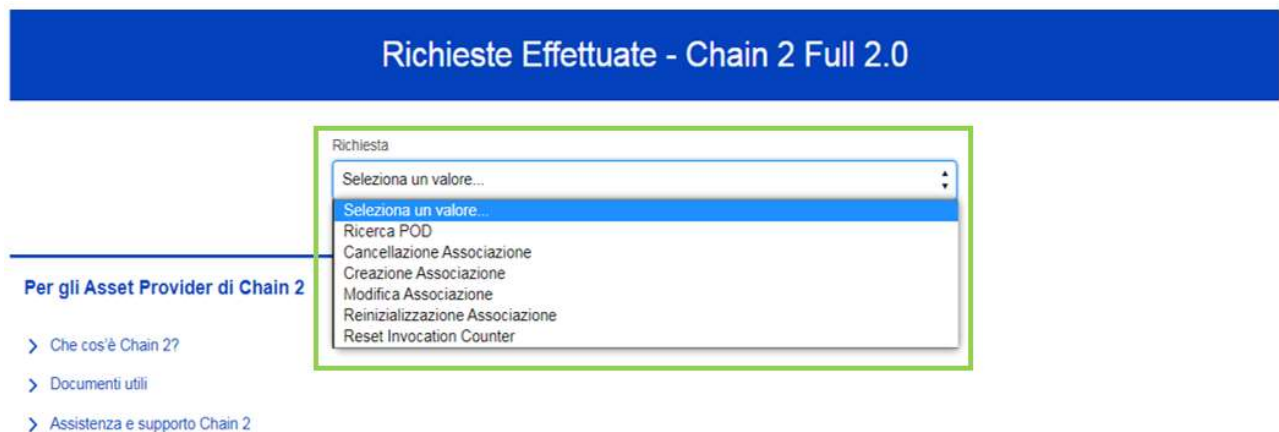 Richieste Effettuate - Chain 2 Full 2.0
Richiesta
Seleziona un valore...
Seleziona un valore...
Ricerca POD
Cancellazione Associazione
Creazione Associazione
Modifica Associazione
Reinizializzazione Associazione
Reset Invocation Counter
Per gli Asset Provider di Chain 2
Che cos'è Chain 2?
Documenti utili
Assistenza e supporto Chain 2